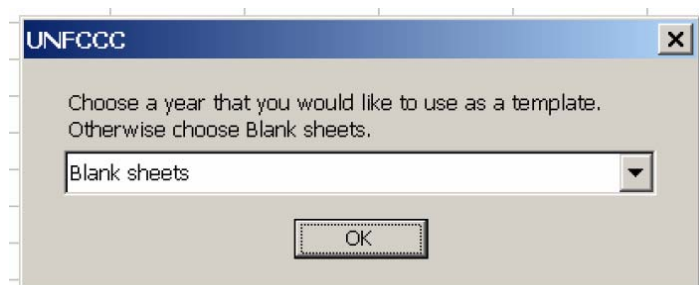 UNFCCC
Choose a year that you would like to use as a template.
Otherwise choose Blank sheets.
Blank sheets
OK